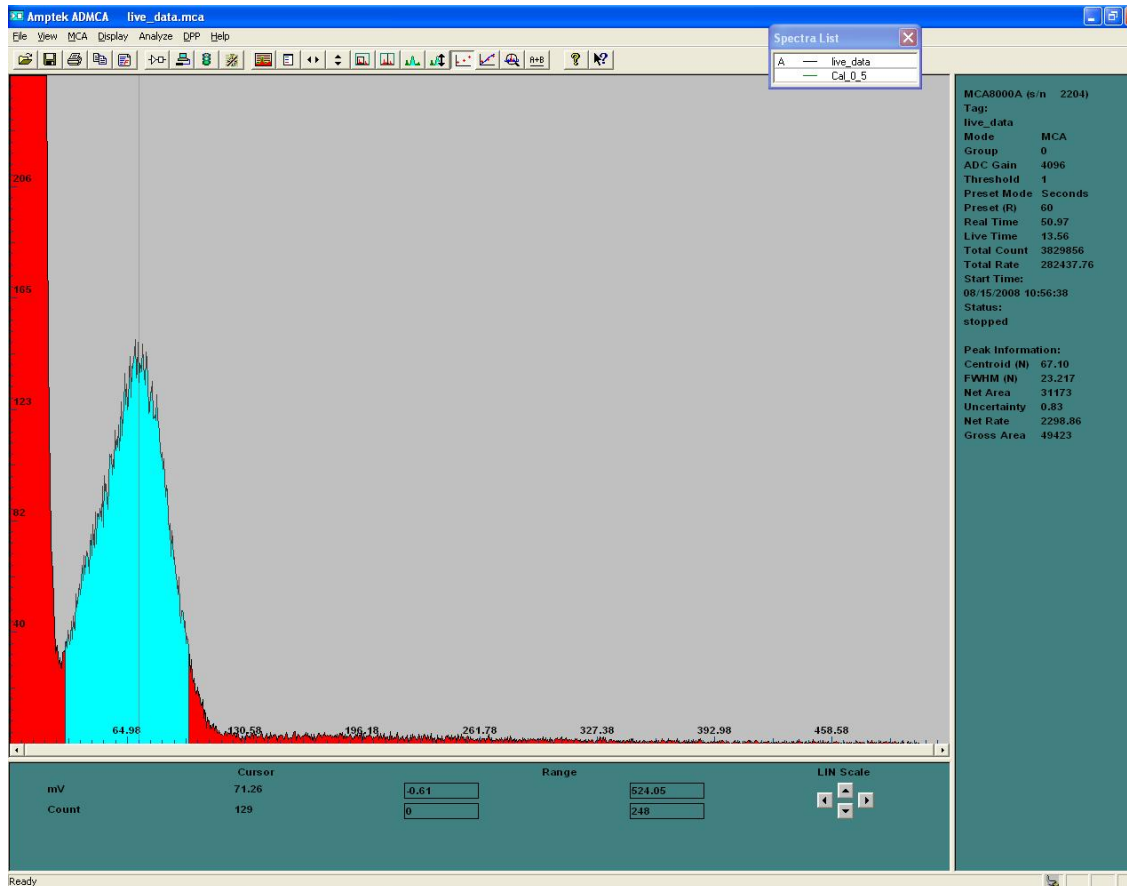 Amptek ADMCA live_data.mca
File View MCA Display Analyze DPP Help
A+B
Spectra List
A live_data
Cal_0_5
206
165
123
82
40
64.98 130.58 196.18 261.78 327.38 392.98 458.58
MCA8000A (s/n 2204)
Tag:
live_data
Mode MCA
Group 0
ADC Gain 4096
Threshold 1
Preset Mode Seconds
Preset (R) 60
Real Time 50.97
Live Time 13.56
Total Count 3829856
Total Rate 282437.76
Start Time:
08/15/2008 10:56:38
Status:
stopped
Peak Information:
Centroid (N) 67.10
FWHM (N) 23.217
Net Area 31173
Uncertainty 0.83
Net Rate 2298.86
Gross Area 49423
Cursor Range LIN Scale
mV 71.26 -0.61 524.05
Count 129 0 248
Ready